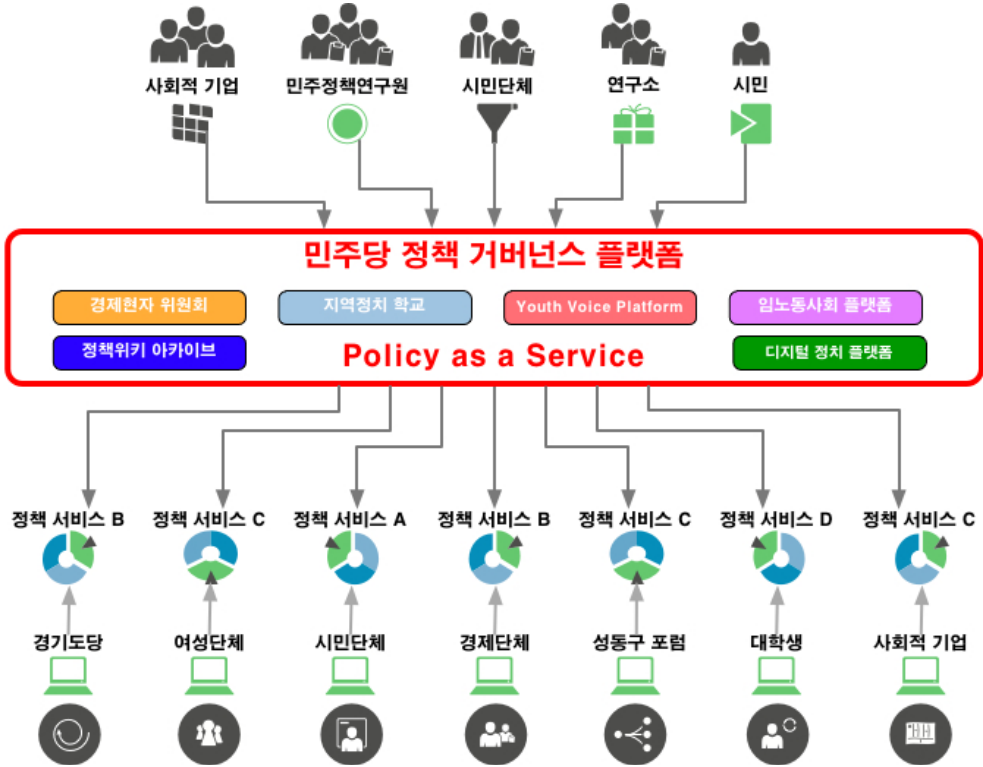 사회적 기업
민주정책연구원
시민단체
연구소
시민
민주당 정책 거버넌스 플랫폼
경제현자 위원회
지역정치 학교
Youth Voice Platform
임노동사회 플랫폼
정책위키 아카이브
Policy as a Service
디지털 정치 플랫폼
정책 서비스 B
정책 서비스 C
정책 서비스 A
정책 서비스 B
정책 서비스 C
정책 서비스 D
정책 서비스 C
경기도당
여성단체
시민단체
경제단체
성동구 포럼
대학생
사회적 기업